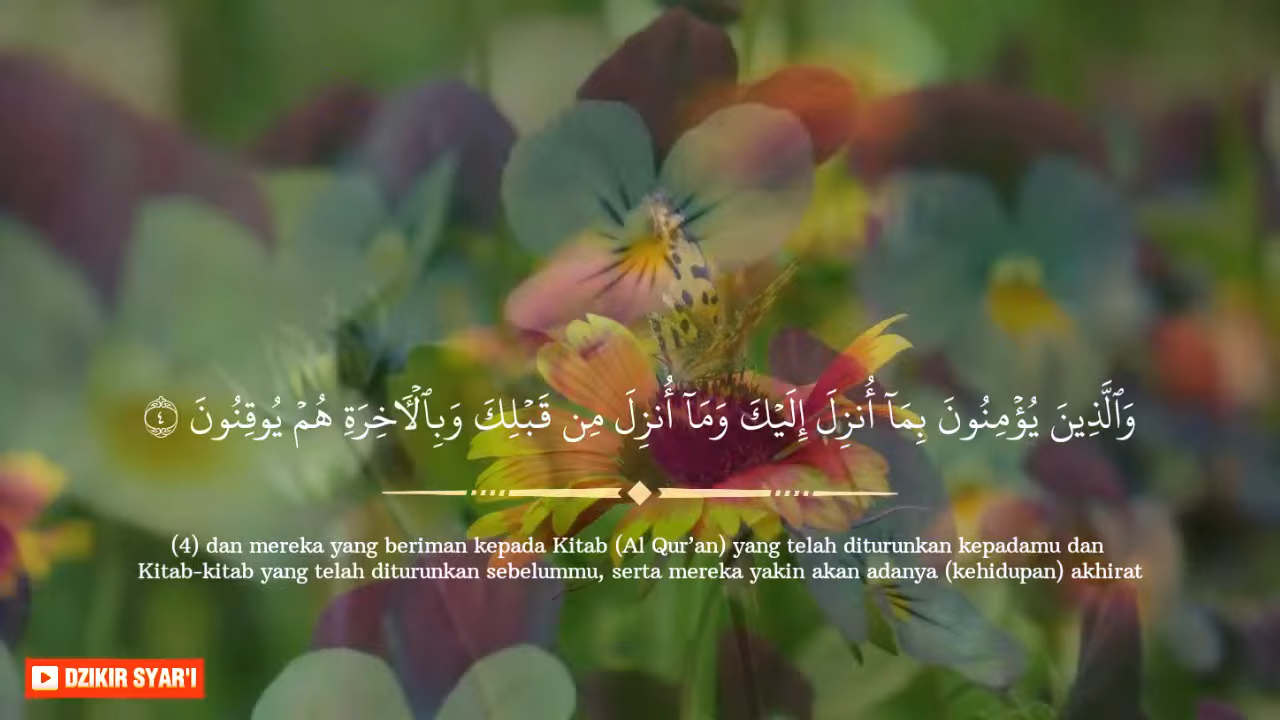 وَٱلَّذِينَ يُؤْمِنُونَ بِمَآ أُنزِلَ إِلَيْكَ وَمَآ أُنزِلَ مِن قَبْلِكَ وَبِٱلْءَاخِرَةِ هُمْ يُوقِنُونَ ۝٤
(4) dan mereka yang beriman kepada Kitab (Al Qur’an) yang telah diturunkan kepadamu dan
Kitab-kitab yang telah diturunkan sebelummu, serta mereka yakin akan adanya (kehidupan) akhirat
DZIKIR SYAR'I